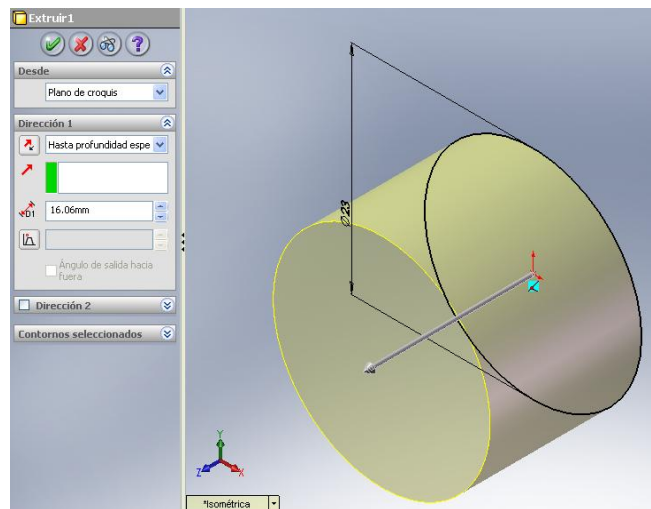 Extruir1
?
Desde
Plano de croquis
Dirección 1
Hasta profundidad espe
D1
16.06mm
Ángulo de salida hacia
fuera
Dirección 2
Contornos seleccionados
Ø23
Y
Z
X
*Isométrica